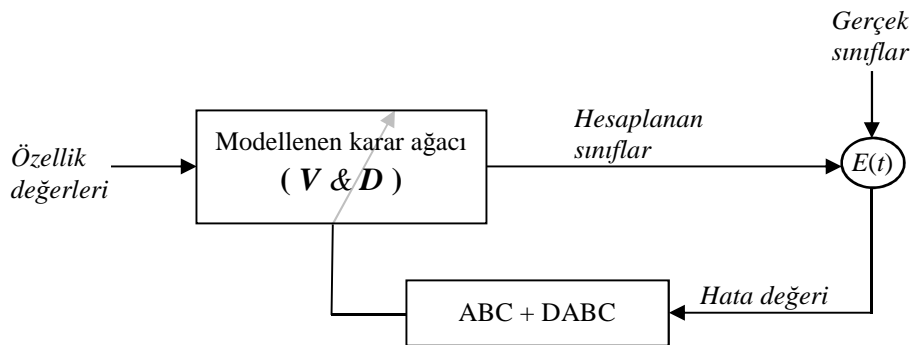 Gerçek
sınıflar
Modellenen karar ağacı
( V & D )
Hesaplanan
sınıflar
Özellik
değerleri
E(t)
ABC + DABC
Hata değeri